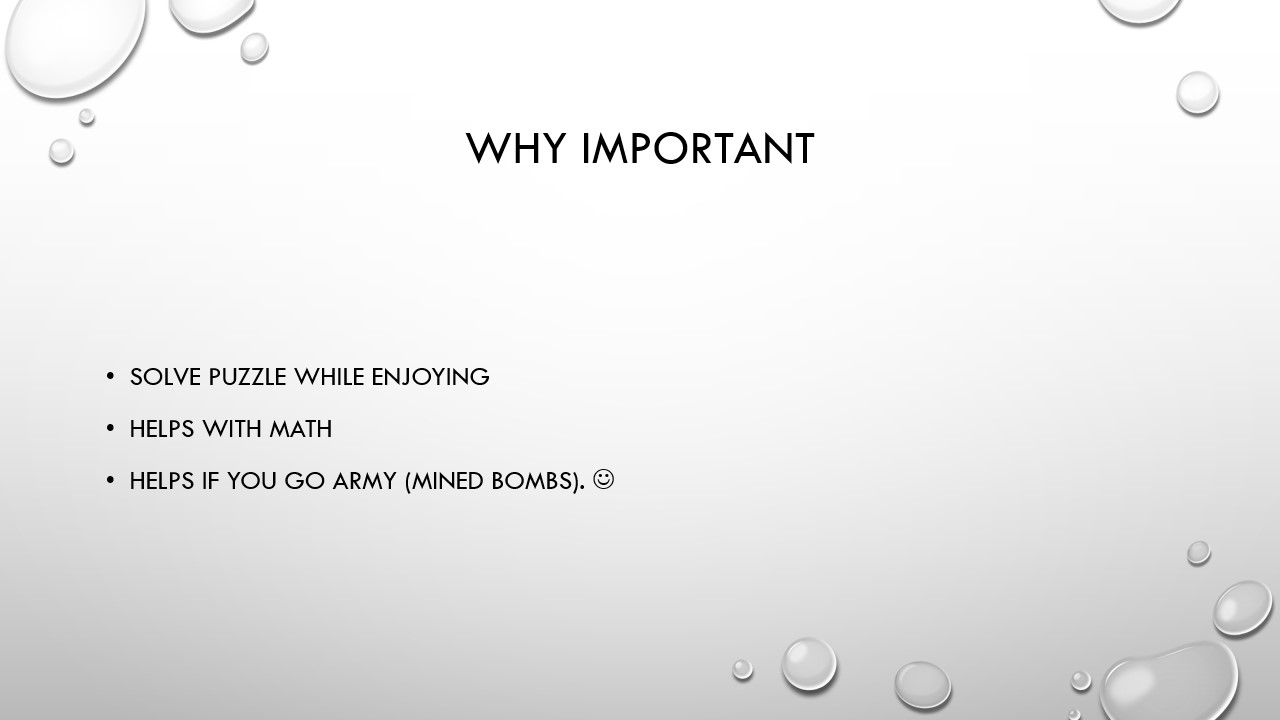 WHY IMPORTANT
• SOLVE PUZZLE WHILE ENJOYING
• HELPS WITH MATH
• HELPS IF YOU GO ARMY (MINED BOMBS). ☺